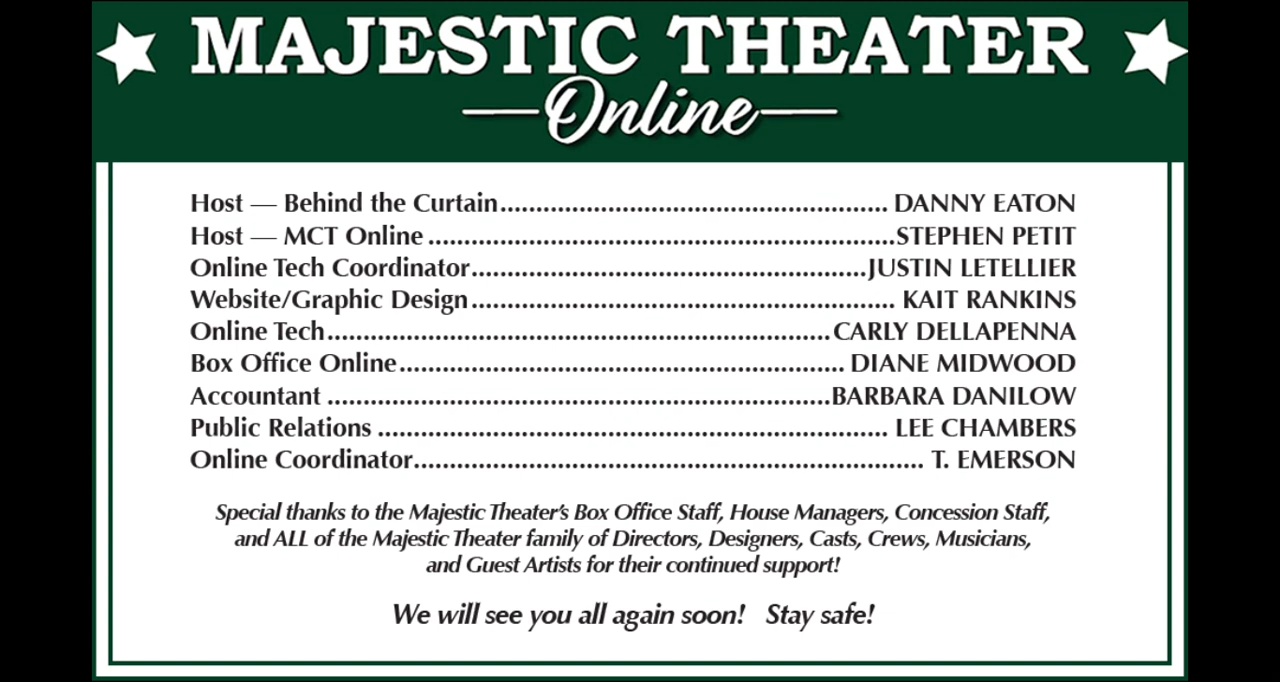 MAJESTIC THEATER
Online
Host — Behind the Curtain...................................................... DANNY EATON
Host — MCT Online .................................................................STEPHEN PETIT
Online Tech Coordinator.......................................................JUSTIN LETELLIER
Website/Graphic Design........................................................... KAIT RANKINS
Online Tech......................................................................CARLY DELLAPENNA
Box Office Online.............................................................. DIANE MIDWOOD
Accountant ......................................................................BARBARA DANILOW
Public Relations ....................................................................... LEE CHAMBERS
Online Coordinator....................................................................... T. EMERSON
Special thanks to the Majestic Theater's Box Office Staff, House Managers, Concession Staff,
and ALL of the Majestic Theater family of Directors, Designers, Casts, Crews, Musicians,
and Guest Artists for their continued support!
We will see you all again soon! Stay safe!